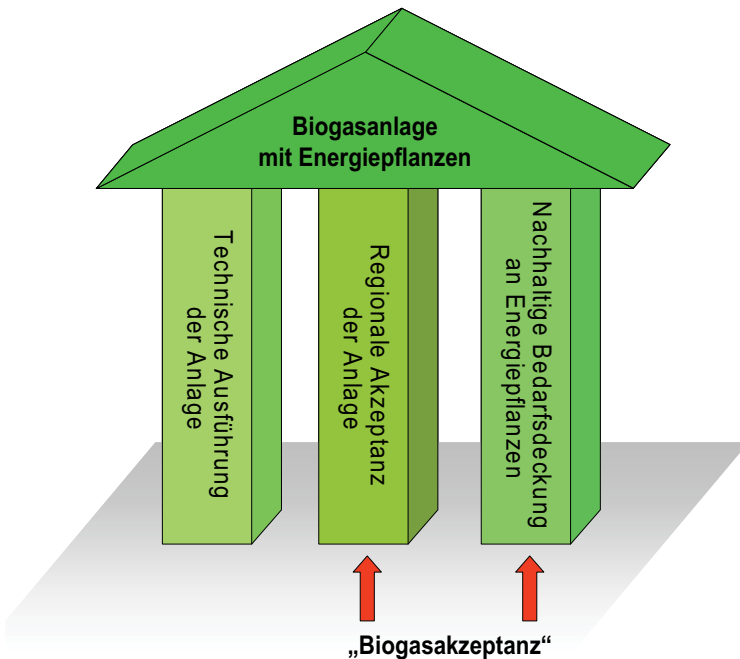 Biogasanlage
mit Energiepflanzen
Technische Ausführung
der Anlage
Regionale Akzeptanz
der Anlage
Nachhaltige Bedarfsdeckung
an Energiepflanzen
„Biogasakzeptanz“